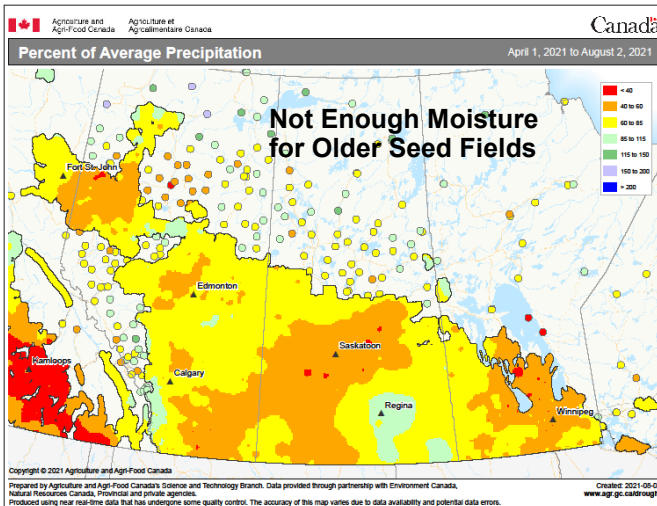 Agriculture and
Agri-Food Canada
Agriculture et
Agroalimentaire Canada
Canada
Percent of Average Precipitation
April 1, 2021 to August 2, 2021
Not Enough Moisture
for Older Seed Fields
< 40
40 to 60
60 to 85
85 to 115
115 to 150
150 to 200
> 200
Fort St. John
Edmonton
Saskatoon
Kamloops
Calgary
Regina
Winnipeg
Copyright © 2021 Agriculture and Agri-Food Canada
Prepared by Agriculture and Agri-Food Canada's Science and Technology Branch. Data provided through partnership with Environment Canada,
Natural Resources Canada, Provincial and private agencies.
Produced using near real-time data that has undergone some quality control. The accuracy of this map varies due to data availability and potential data errors.
Created: 2021-08-0
www.agr.gc.ca/drough